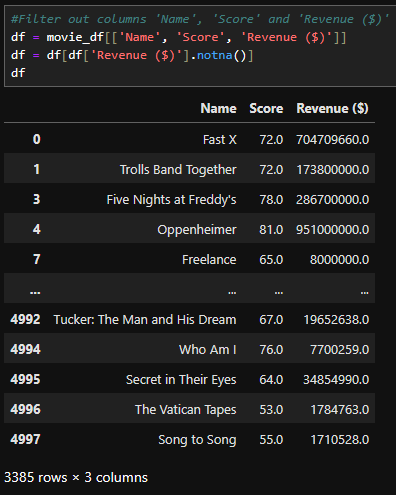 #Filter out columns 'Name', 'Score' and 'Revenue ($)'
df = movie_df[['Name', 'Score', 'Revenue ($)']]
df = df[df['Revenue ($)'].notna()]
df
Name Score Revenue ($)
0 Fast X 72.0 704709660.0
1 Trolls Band Together 72.0 173800000.0
3 Five Nights at Freddy's 78.0 286700000.0
4 Oppenheimer 81.0 951000000.0
7 Freelance 65.0 8000000.0
... ... ... ...
4992 Tucker: The Man and His Dream 67.0 19652638.0
4994 Who Am I 76.0 7700259.0
4995 Secret in Their Eyes 64.0 34854990.0
4996 The Vatican Tapes 53.0 1784763.0
4997 Song to Song 55.0 1710528.0
3385 rows × 3 columns